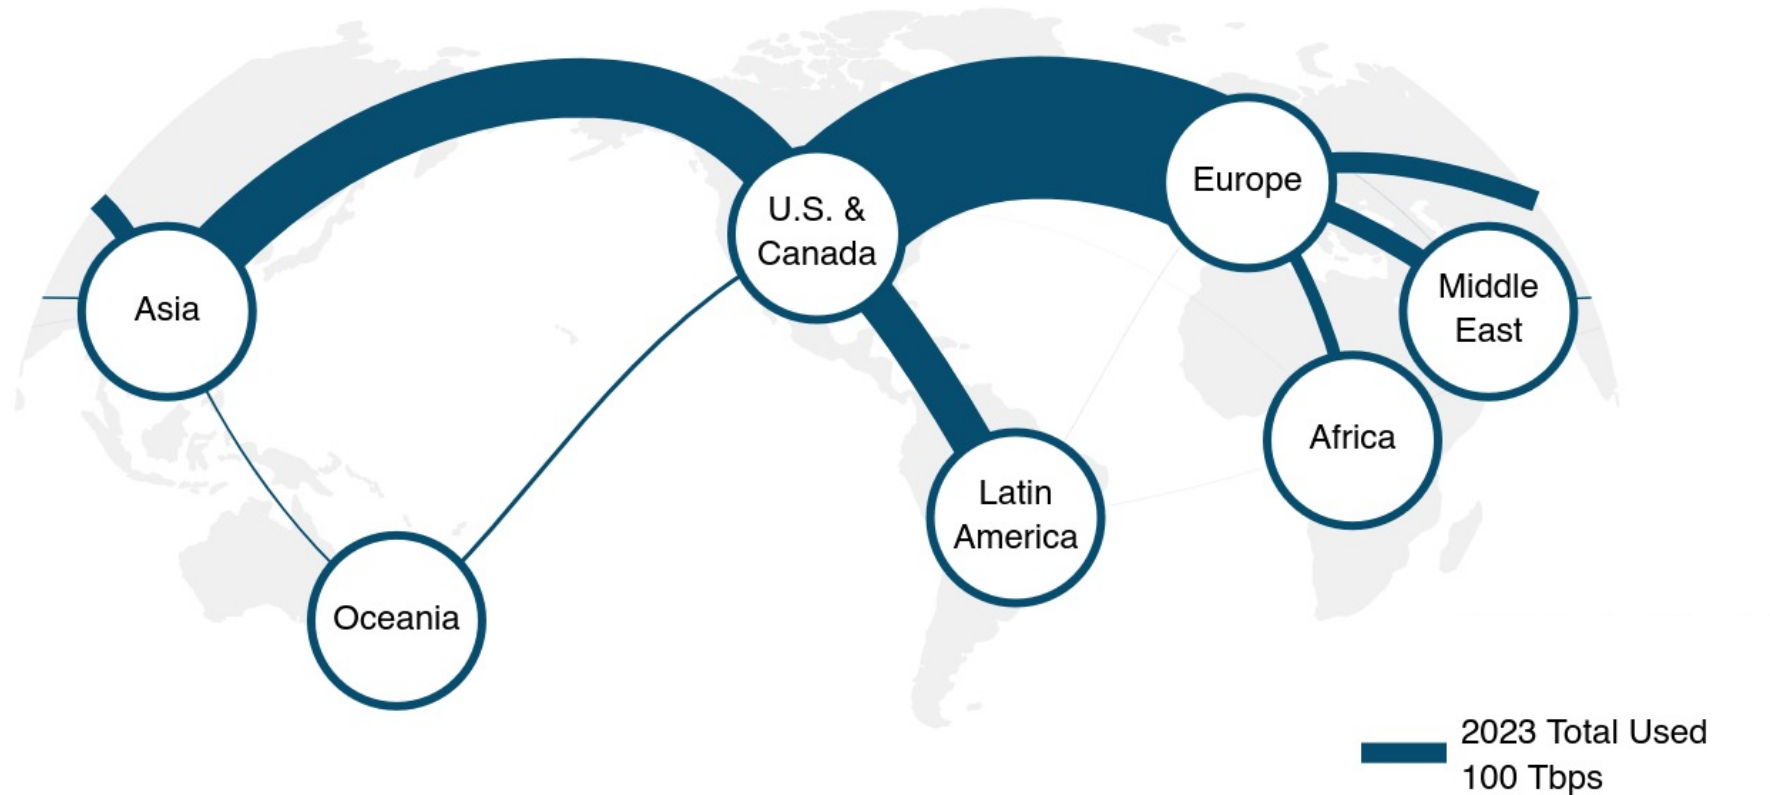 Europe
U.S. &
Canada
Middle
East
Asia
Africa
Latin
America
Oceania
2023 Total Used
100 Tbps